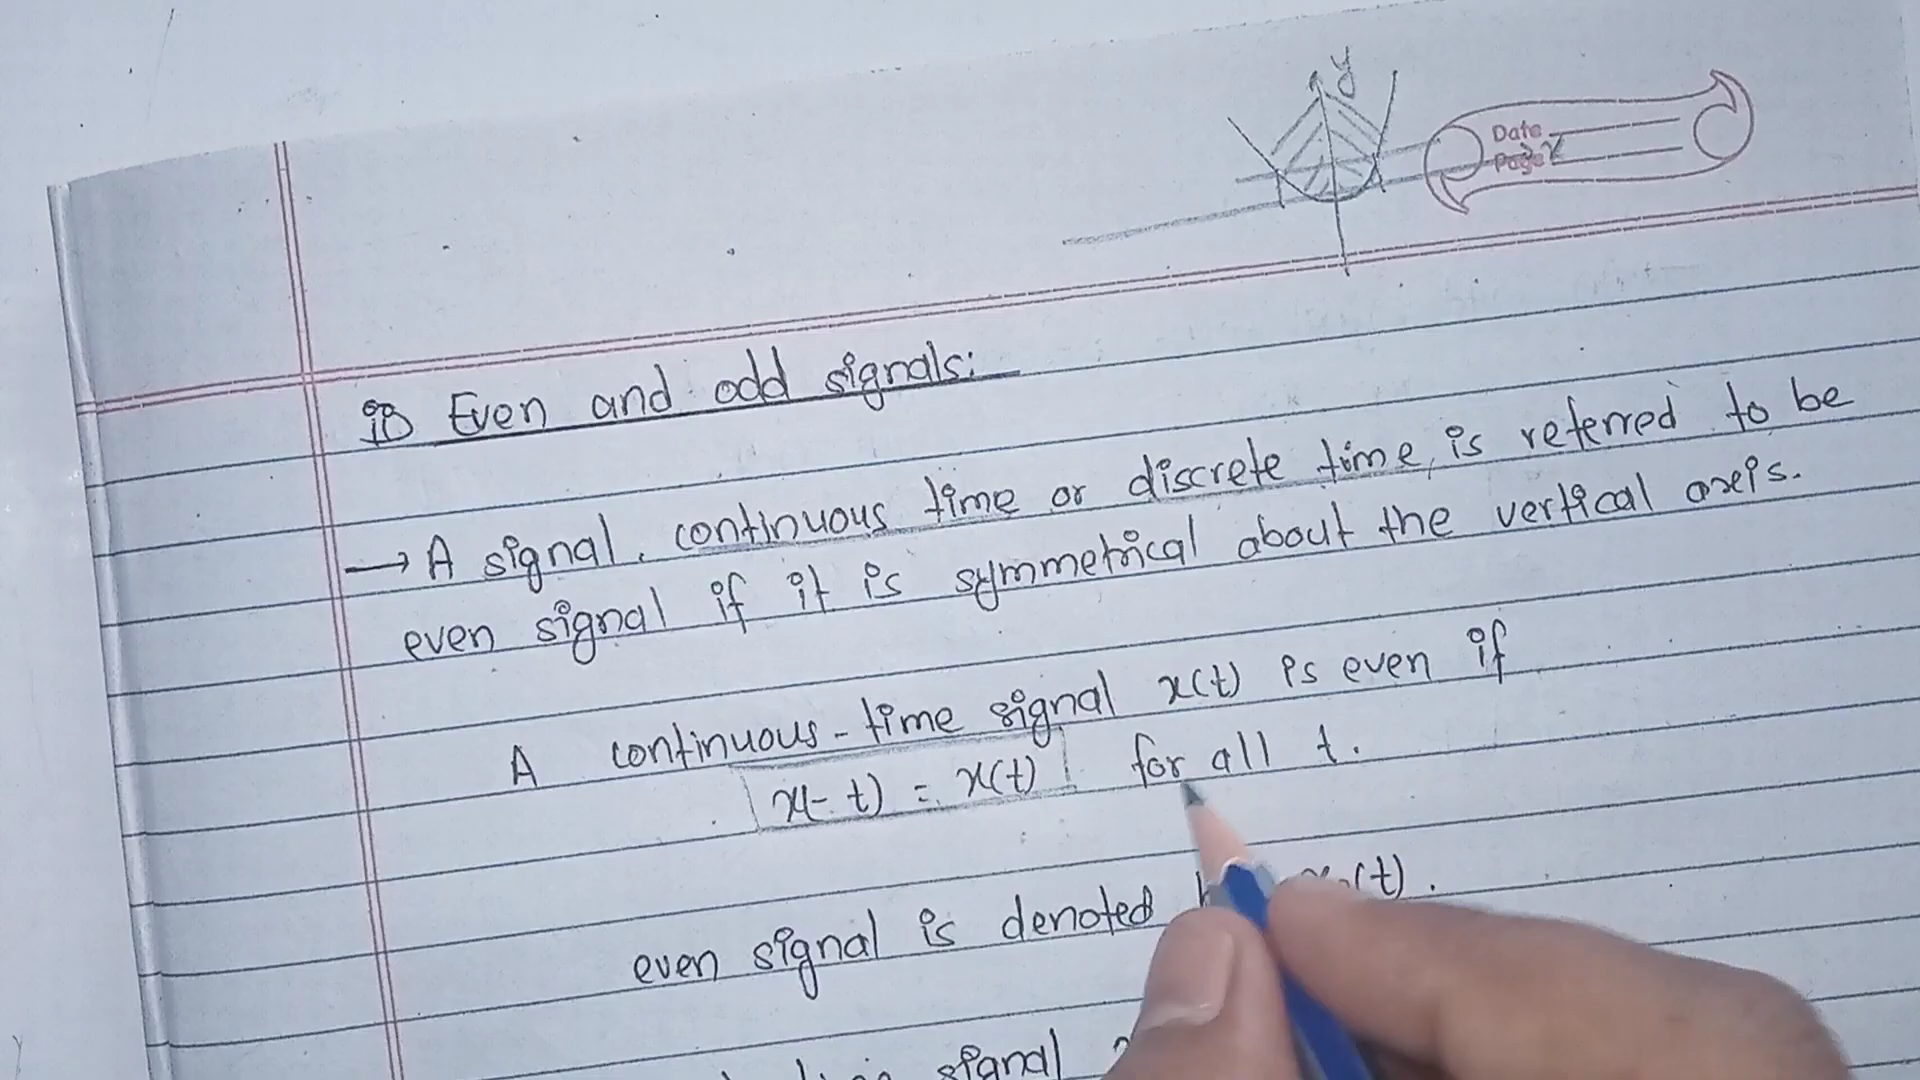 y
Date
Page
ii) Even and odd signals:
→ A signal, continuous time or discrete time, is referred to be
even signal if it is symmetrical about the vertical axis.
A continuous-time signal x(t) is even if
x(-t) = x(t) for all t.
even signal is denoted (t).
signal